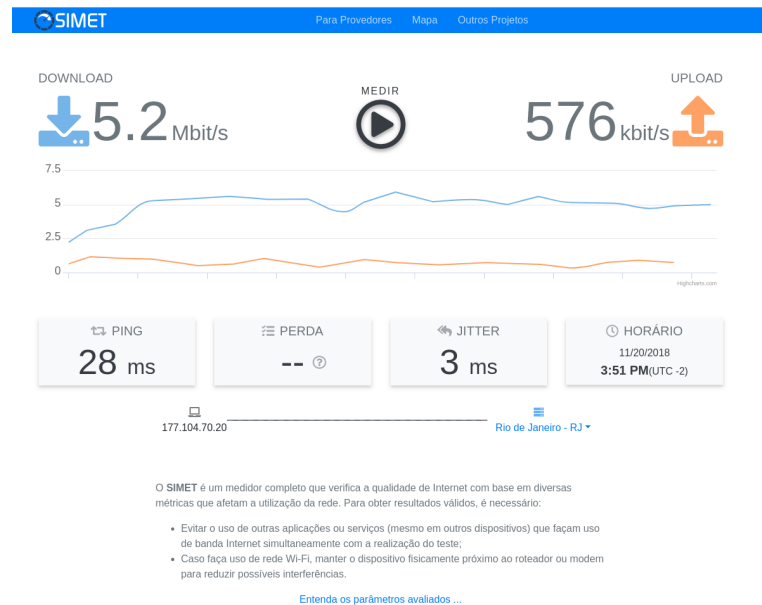 SIMET
Para Provedores Mapa Outros Projetos
DOWNLOAD
MEDIR
UPLOAD
5.2 Mbit/s
576 kbit/s
7.5
5
2.5
0
Highcharts.com
PING
28 ms
PERDA
-- ?
JITTER
3 ms
HORÁRIO
11/20/2018
3:51 PM(UTC -2)
177.104.70.20
Rio de Janeiro - RJ
O SIMET é um medidor completo que verifica a qualidade de Internet com base em diversas
métricas que afetam a utilização da rede. Para obter resultados válidos, é necessário:
• Evitar o uso de outras aplicações ou serviços (mesmo em outros dispositivos) que façam uso
de banda Internet simultaneamente com a realização do teste;
• Caso faça uso de rede Wi-Fi, manter o dispositivo fisicamente próximo ao roteador ou modem
para reduzir possíveis interferências.
Entenda os parâmetros avaliados ...